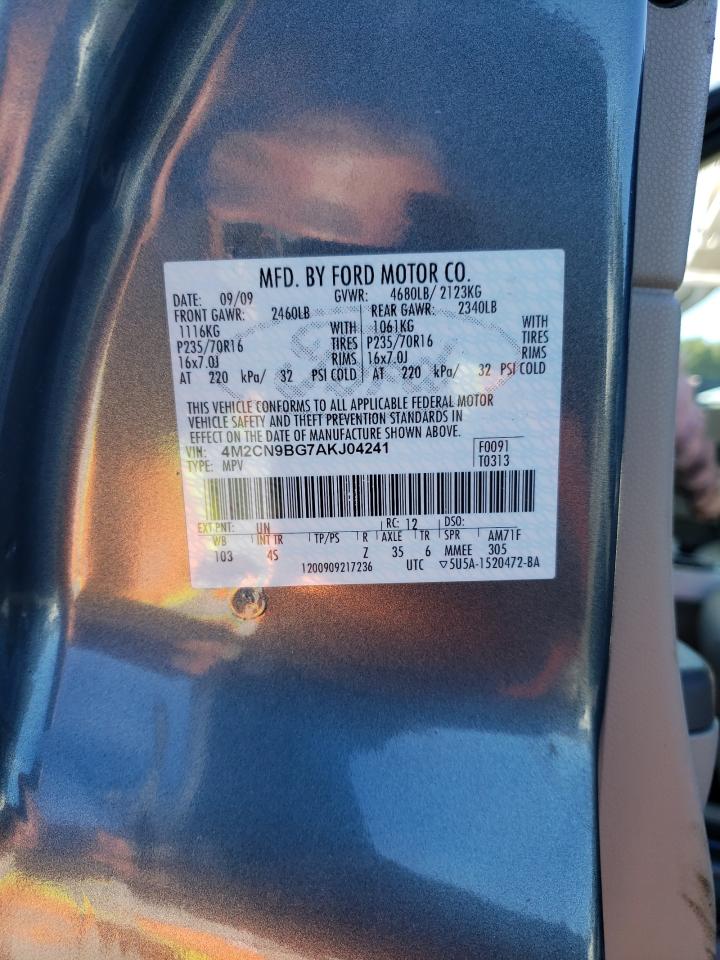 MFD. BY FORD MOTOR CO.
DATE: 09/09 GVWR: 4680LB/ 2123KG
FRONT GAWR: 2460LB REAR GAWR: 2340LB
1116KG WITH 1061KG WITH
P235/70R16 TIRES P235/70R16 TIRES
16x7.0J RIMS 16x7.0J RIMS
AT 220 kPa/ 32 PSI COLD AT 220 kPa/ 32 PSI COLD
THIS VEHICLE CONFORMS TO ALL APPLICABLE FEDERAL MOTOR
VEHICLE SAFETY AND THEFT PREVENTION STANDARDS IN
EFFECT ON THE DATE OF MANUFACTURE SHOWN ABOVE.
VIN: 4M2CN9BG7AKJ04241 F0091
TYPE: MPV T0313
EXT PNT: UN RC: 12 DSO:
WB INT TR TP/PS R AXLE TR SPR AM71F
103 45 Z 35 6 MMEE 305
1200909217236 UTC ▽5U5A-1520472-BA